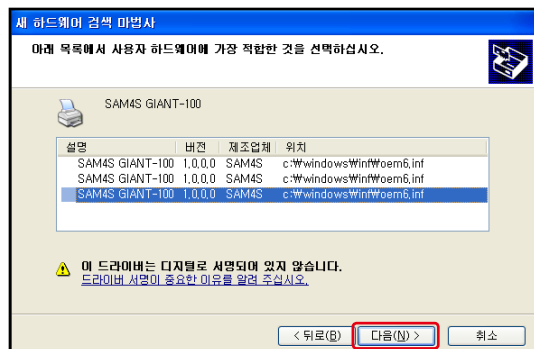 새 하드웨어 검색 마법사
아래 목록에서 사용자 하드웨어에 가장 적합한 것을 선택하십시오.
SAM4S GIANT-100
설명 버전 제조업체 위치
SAM4S GIANT-100 1,0,0,0 SAM4S c:₩windows₩inf₩oem6,inf
SAM4S GIANT-100 1,0,0,0 SAM4S c:₩windows₩inf₩oem6,inf
SAM4S GIANT-100 1,0,0,0 SAM4S c:₩windows₩inf₩oem6,inf
이 드라이버는 디지털로 서명되어 있지 않습니다.
드라이버 서명이 중요한 이유를 알려 주십시오.
< 뒤로(B) 다음(N) > 취소